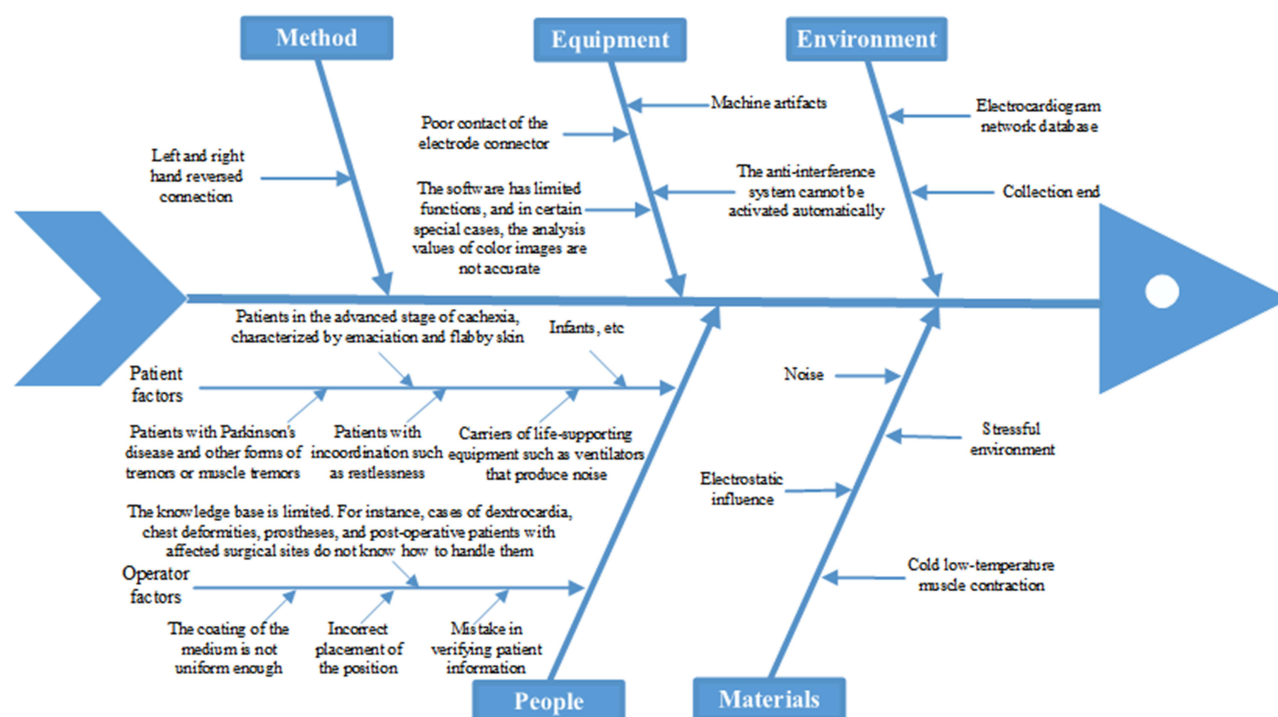 Method
Equipment
Environment
Machine artifacts
Electrocardiogram
network database
Poor contact of the
electrode connector
Left and right
hand reversed
connection
The anti-interference
system cannot be
activated automatically
Collection end
The software has limited
functions, and in certain
special cases, the analysis
values of color images are
not accurate
Patients in the advanced stage of cachexia,
characterized by emaciation and flabby skin
Infants, etc
Patient
factors
Noise
Patients with Parkinson's
disease and other forms of
tremors or muscle tremors
Patients with
incoordination such
as restlessness
Carriers of life-supporting
equipment such as ventilators
that produce noise
Stressful
environment
Electrostatic
influence
The knowledge base is limited. For instance, cases of dextrocardia,
chest deformities, prostheses, and post-operative patients with
affected surgical sites do not know how to handle them
Operator
factors
Cold low-temperature
muscle contraction
The coating of the
medium is not
uniform enough
Incorrect
placement of
the position
Mistake in
verifying patient
information
People
Materials